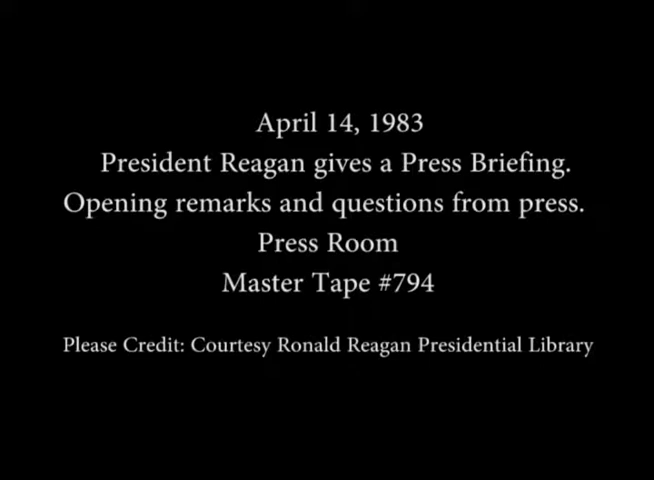 April 14, 1983
President Reagan gives a Press Briefing.
Opening remarks and questions from press.
Press Room
Master Tape #794
Please Credit: Courtesy Ronald Reagan Presidential Library